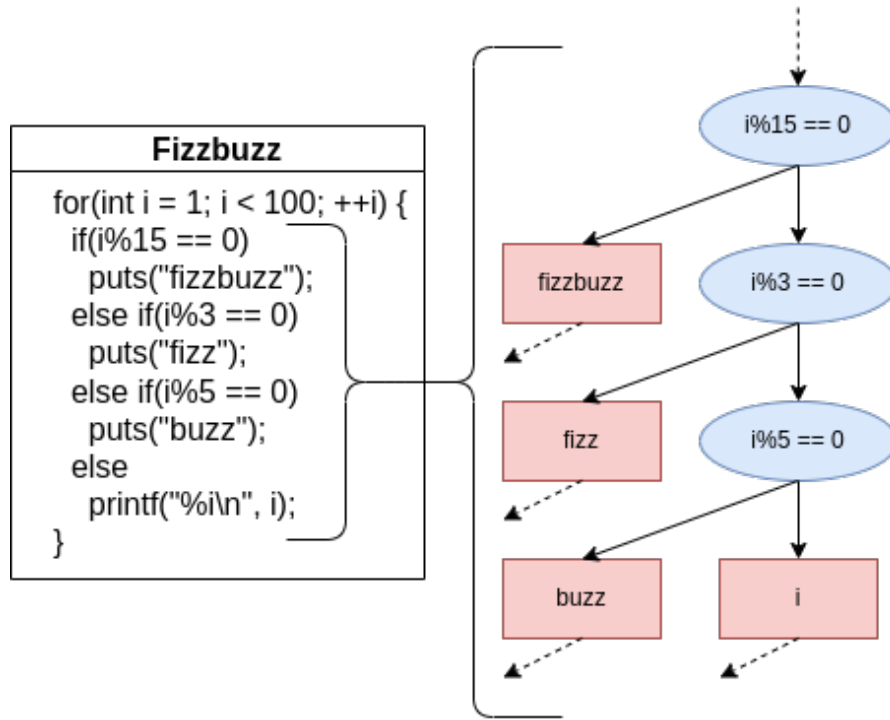 Fizzbuzz
for(int i = 1; i < 100; ++i) {
if(i%15 == 0)
puts("fizzbuzz");
else if(i%3 == 0)
puts("fizz");
else if(i%5 == 0)
puts("buzz");
else
printf("%i\n", i);
}
i%15 == 0
fizzbuzz
i%3 == 0
fizz
i%5 == 0
buzz
i